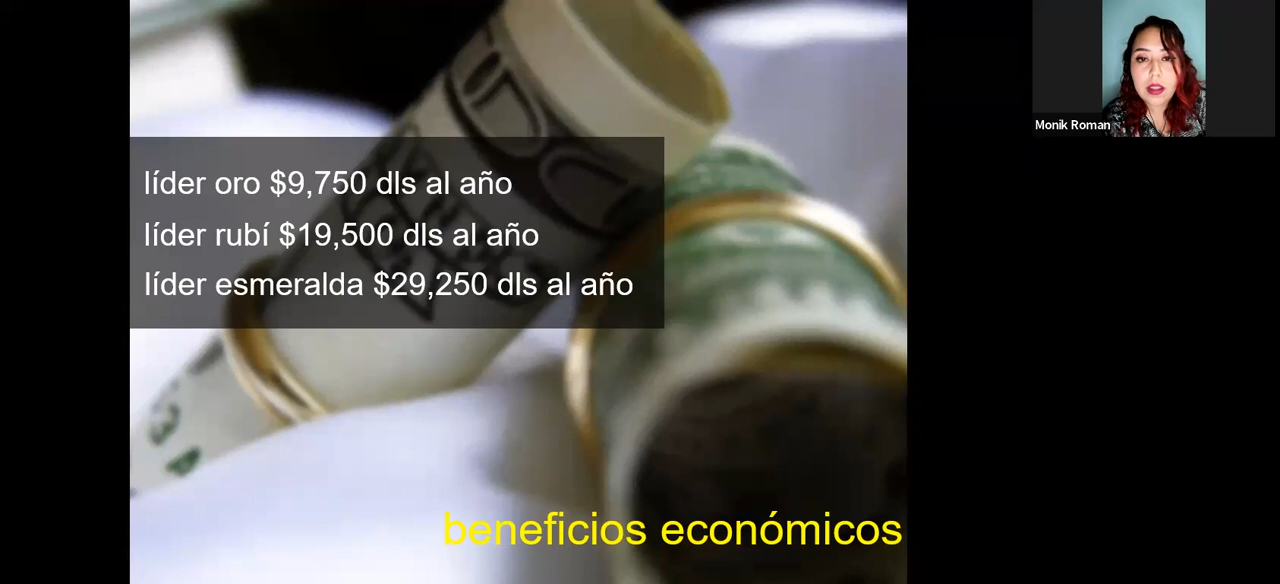 líder oro $9,750 dls al año
líder rubí $19,500 dls al año
líder esmeralda $29,250 dls al año
beneficios económicos
Monik Roman